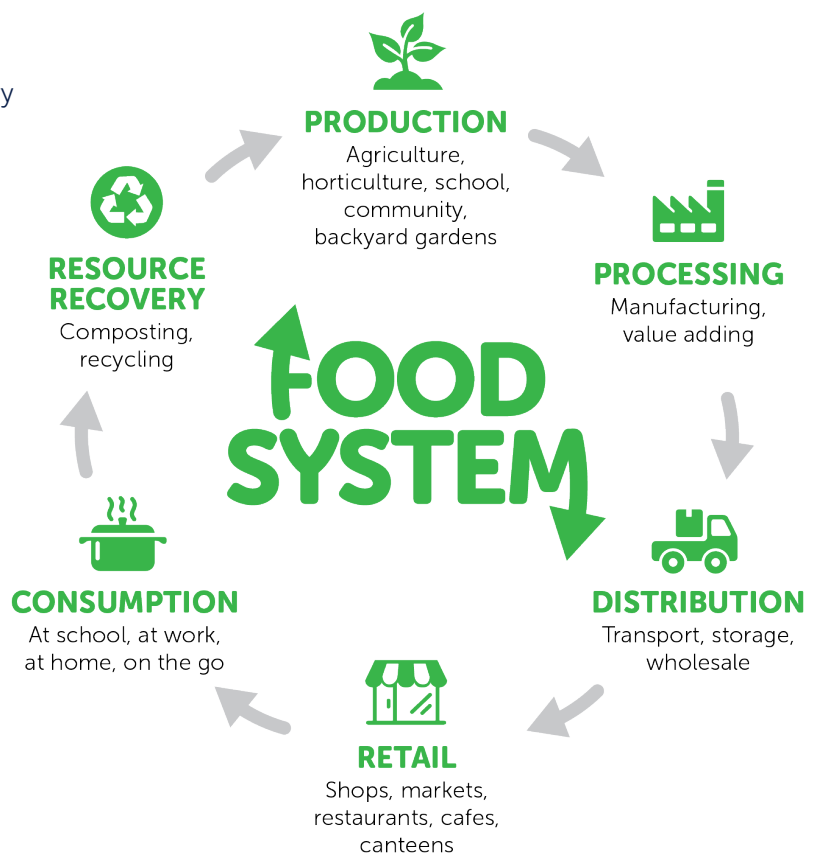 y
PRODUCTION
Agriculture,
horticulture, school,
community,
backyard gardens
PROCESSING
Manufacturing,
value adding
DISTRIBUTION
Transport, storage,
wholesale
RETAIL
Shops, markets,
restaurants, cafes,
canteens
CONSUMPTION
At school, at work,
at home, on the go
RESOURCE
RECOVERY
Composting,
recycling
FOOD
SYSTEM